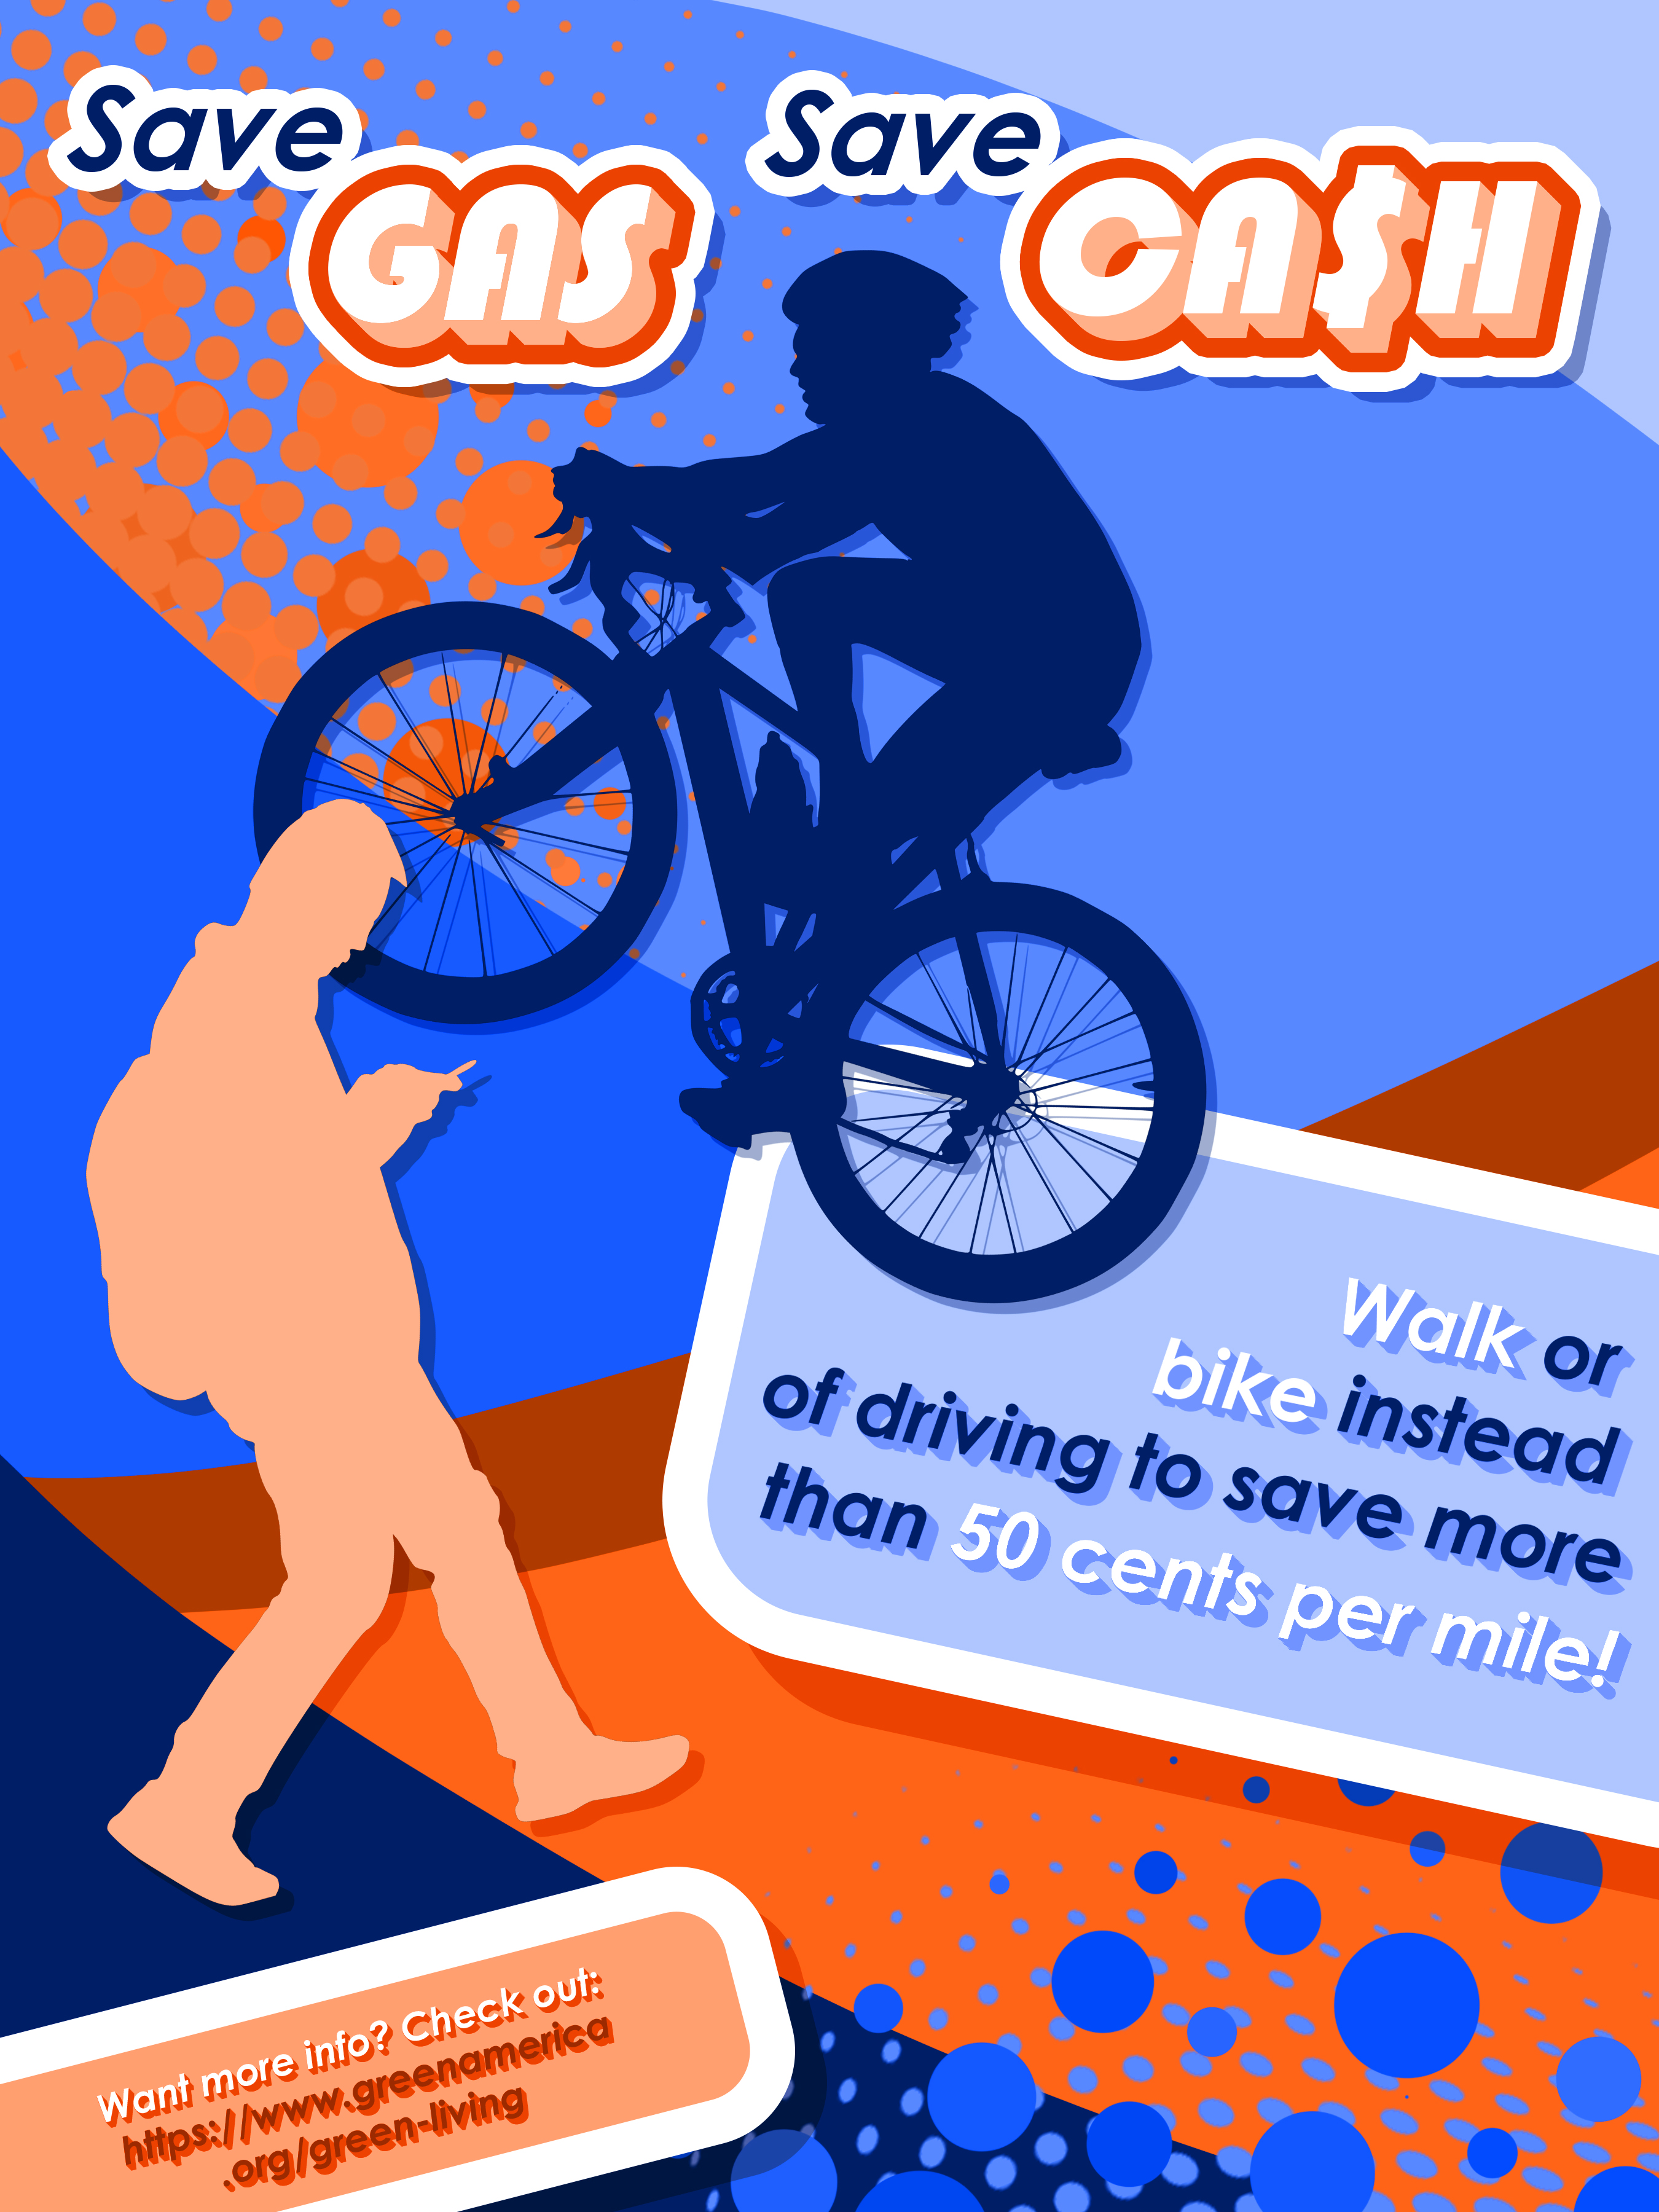 Save
GAS
Save
CA$H
Walk or
bike instead
of driving to save more
than 50 cents per mile!
Want more info? Check out:
https://www.greenamerica
.org/green-living